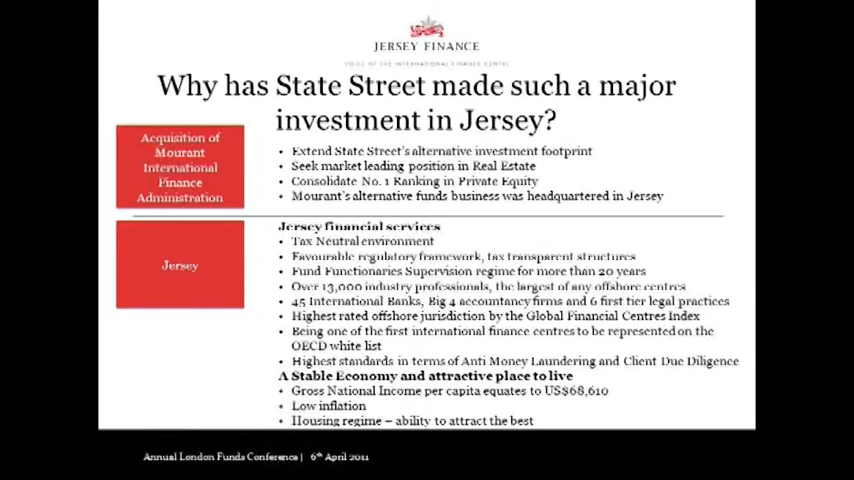 JERSEY FINANCE
VOICE OF THE INTERNATIONAL FINANCE CENTRE
Why has State Street made such a major
investment in Jersey?
Acquisition of
Mourant
International
Finance
Administration
• Extend State Street's alternative investment footprint
• Seek market leading position in Real Estate
• Consolidate No. 1 Ranking in Private Equity
• Mourant's alternative funds business was headquartered in Jersey
Jersey
Jersey financial services
• Tax Neutral environment
• Favourable regulatory framework, tax transparent structures
• Fund Functionaries Supervision regime for more than 20 years
• Over 13,000 industry professionals, the largest of any offshore centres
• 45 International Banks, Big 4 accountancy firms and 6 first tier legal practices
• Highest rated offshore jurisdiction by the Global Financial Centres Index
• Being one of the first international finance centres to be represented on the
OECD white list
• Highest standards in terms of Anti Money Laundering and Client Due Diligence
A Stable Economy and attractive place to live
• Gross National Income per capita equates to US$68,610
• Low inflation
• Housing regime – ability to attract the best
Annual London Funds Conference | 6th April 2011